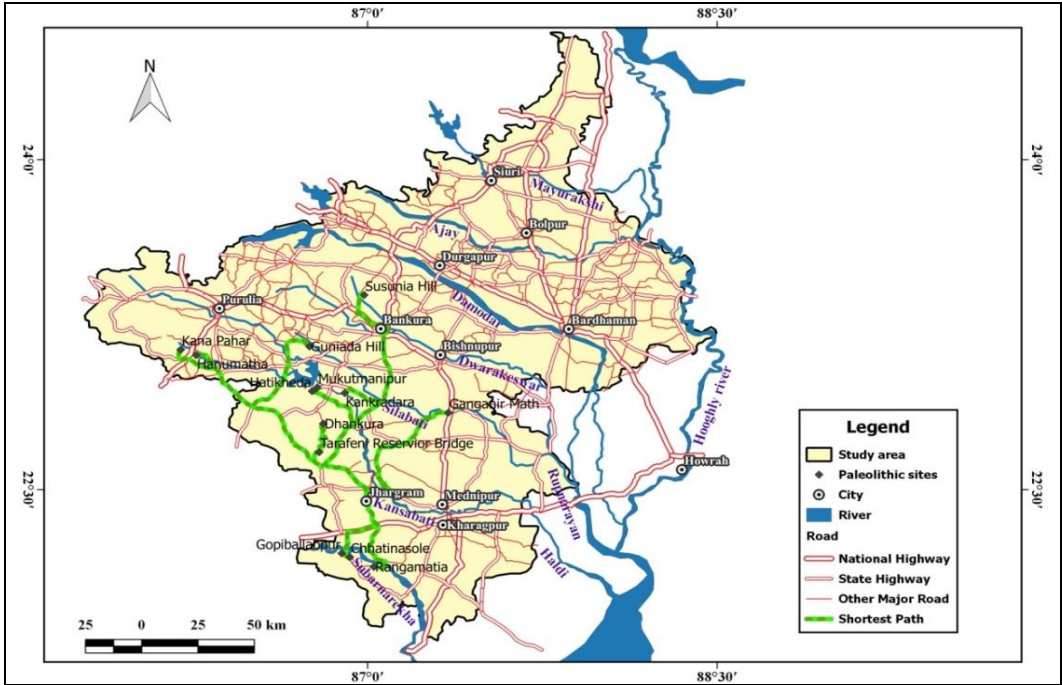 87°0'
88°30'
N
24°0'
24°0'
Siuri
Mayurakshi
Bolpur
Ajay
Durgapur
Susunia Hill
Damodar
Purulia
Bankura
Bardhaman
Kana Pahar
Guniada Hill
Bishnupur
Hanumatha
Dwarakeswar
Hatikheda
Mukutmanipur
Kankradara
Ganganir Math
Silabati
Hooghly river
Dhankura
Tarafeni Reservior Bridge
Howrah
22°30'
22°30'
Jhargram
Mednipur
Kansabati
Rupnarayan
Kharagpur
Gopiballavpur
Chhatinasole
Haldi
Rangamatia
Subarnarekha
Legend
Study area
Paleolithic sites
City
River
Road
National Highway
State Highway
Other Major Road
Shortest Path
25 0 25 50 km
87°0'
88°30'